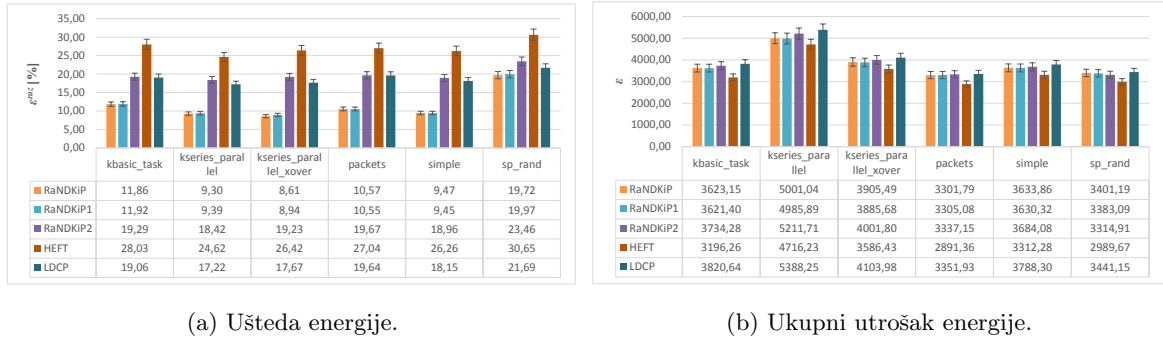 35,00
30,00
25,00
20,00
15,00
10,00
5,00
0,00
ε^raz [%]
kbasic_task kseries_paral kseries_paral packets simple sp_rand
lel lel_xover
RaNDKiP 11,86 9,30 8,61 10,57 9,47 19,72
RaNDKiP1 11,92 9,39 8,94 10,55 9,45 19,97
RaNDKiP2 19,29 18,42 19,23 19,67 18,96 23,46
HEFT 28,03 24,62 26,42 27,04 26,26 30,65
LDCP 19,06 17,22 17,67 19,64 18,15 21,69
(a) Ušteda energije.
6000,00
5000,00
4000,00
3000,00
2000,00
1000,00
0,00
ε
kbasic_task kseries_para kseries_para packets simple sp_rand
llel llel_xover
RaNDKiP 3623,15 5001,04 3905,49 3301,79 3633,86 3401,19
RaNDKiP1 3621,40 4985,89 3885,68 3305,08 3630,32 3383,09
RaNDKiP2 3734,28 5211,71 4001,80 3337,15 3684,08 3314,91
HEFT 3196,26 4716,23 3586,43 2891,36 3312,28 2989,67
LDCP 3820,64 5388,25 4103,98 3351,93 3788,30 3441,15
(b) Ukupni utrošak energije.